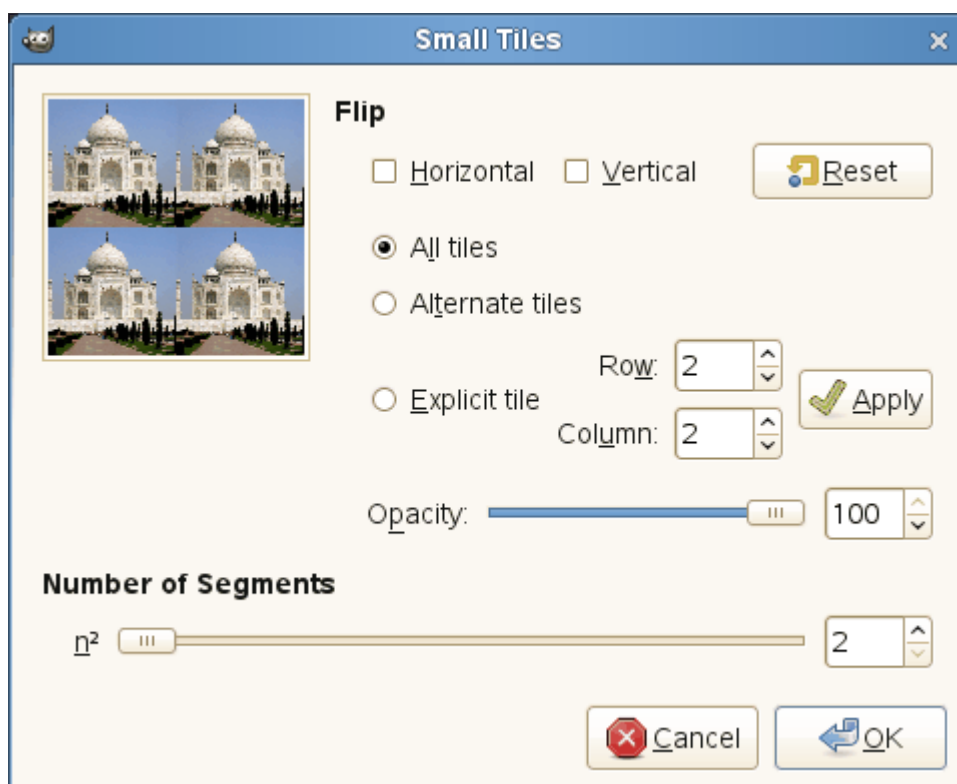 Small Tiles
Flip
Horizontal Vertical Reset
All tiles
Alternate tiles
Row: 2
Explicit tile Apply
Column: 2
Opacity: 100
Number of Segments
n² 2
Cancel OK